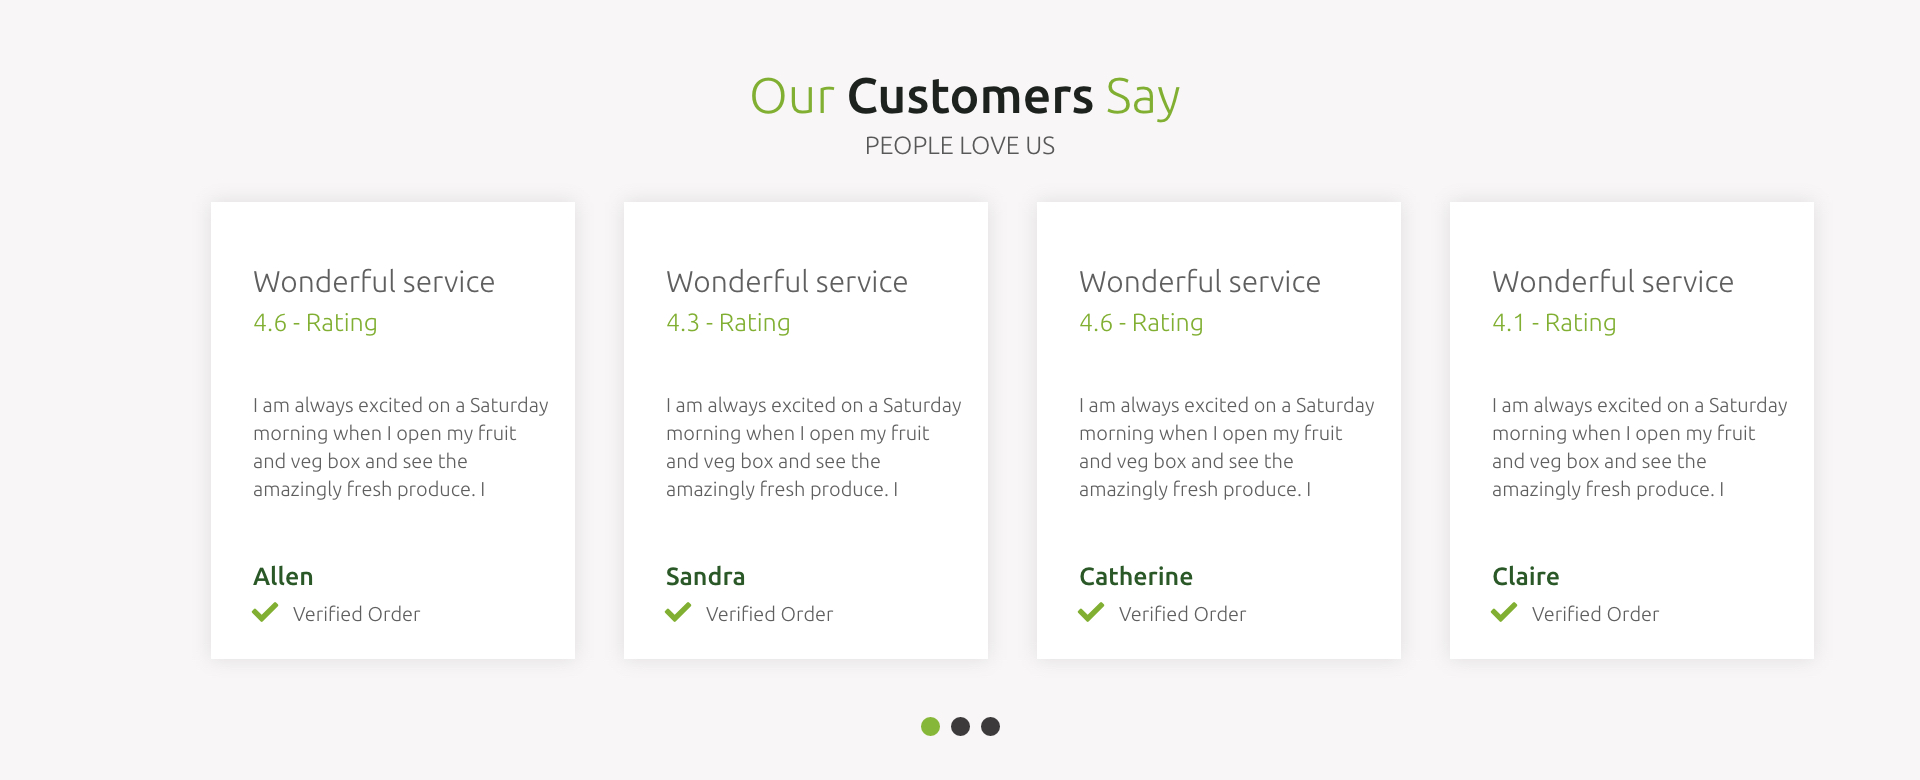 Our Customers Say
PEOPLE LOVE US
Wonderful service
4.6 - Rating
I am always excited on a Saturday
morning when I open my fruit
and veg box and see the
amazingly fresh produce. I
Allen
Verified Order
Wonderful service
4.3 - Rating
I am always excited on a Saturday
morning when I open my fruit
and veg box and see the
amazingly fresh produce. I
Sandra
Verified Order
Wonderful service
4.6 - Rating
I am always excited on a Saturday
morning when I open my fruit
and veg box and see the
amazingly fresh produce. I
Catherine
Verified Order
Wonderful service
4.1 - Rating
I am always excited on a Saturday
morning when I open my fruit
and veg box and see the
amazingly fresh produce. I
Claire
Verified Order